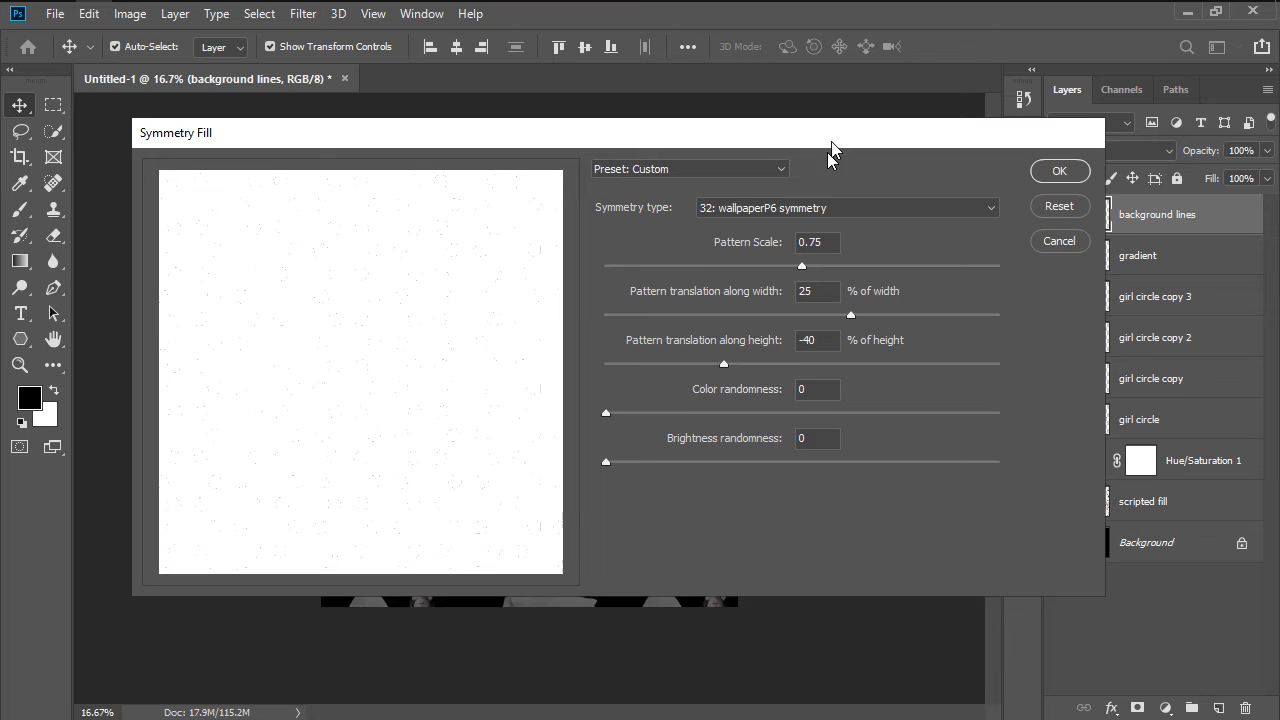 Ps File Edit Image Layer Type Select Filter 3D View Window Help
Auto-Select: Layer Show Transform Controls 3D Mode:
Untitled-1 @ 16.7% (background lines, RGB/8) *
Layers Channels Paths
Symmetry Fill
Opacity: 100%
Fill: 100%
Preset: Custom
OK
Symmetry type: 32: wallpaperP6 symmetry
Reset
Pattern Scale: 0.75
Cancel
Pattern translation along width: 25 % of width
Pattern translation along height: -40 % of height
Color randomness: 0
Brightness randomness: 0
background lines
gradient
girl circle copy 3
girl circle copy 2
girl circle copy
girl circle
Hue/Saturation 1
scripted fill
Background
16.67% Doc: 17.9M/115.2M
fx